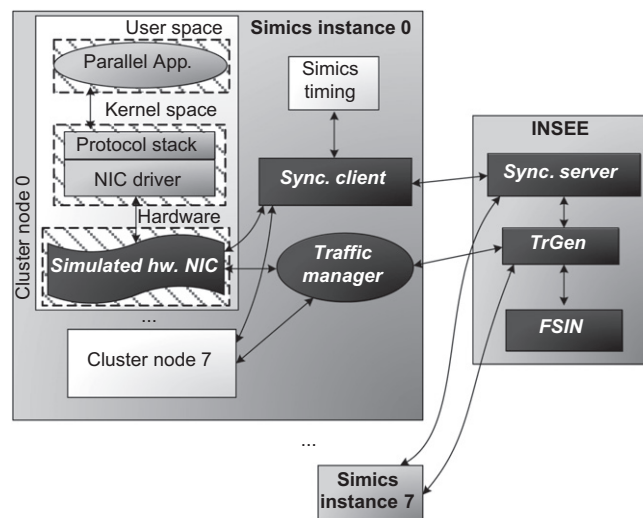 User space
Simics instance 0
Parallel App.
Simics
timing
Kernel space
Protocol stack
NIC driver
Cluster node 0
Hardware
Simulated hw. NIC
Sync. client
Traffic
manager
...
Cluster node 7
INSEE
Sync. server
TrGen
FSIN
...
Simics
instance 7